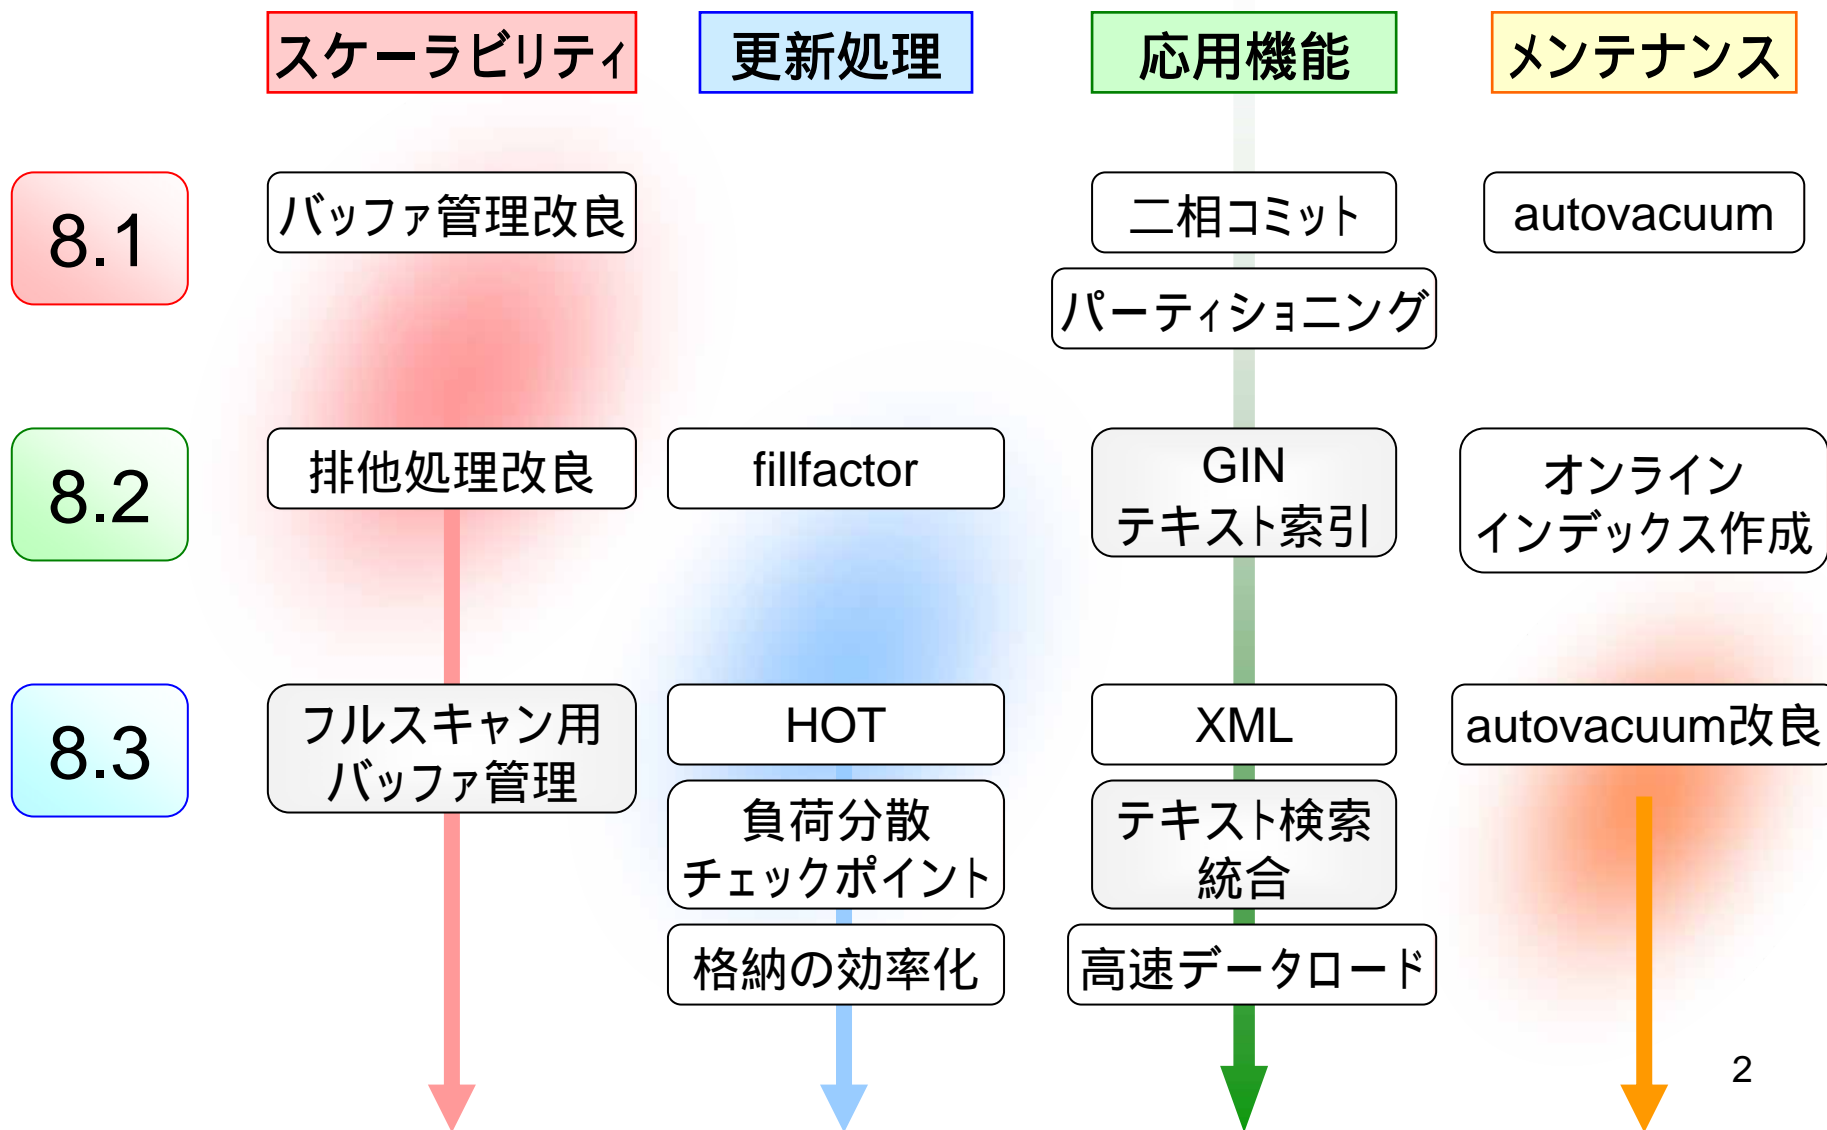 スケーラビリティ
更新処理
応用機能
メンテナンス
8.1
バッファ管理改良
二相コミット
パーティショニング
autovacuum
8.2
排他処理改良
fillfactor
GIN
テキスト索引
オンライン
インデックス作成
8.3
フルスキャン用
バッファ管理
HOT
負荷分散
チェックポイント
格納の効率化
XML
テキスト検索
統合
高速データロード
autovacuum改良
2